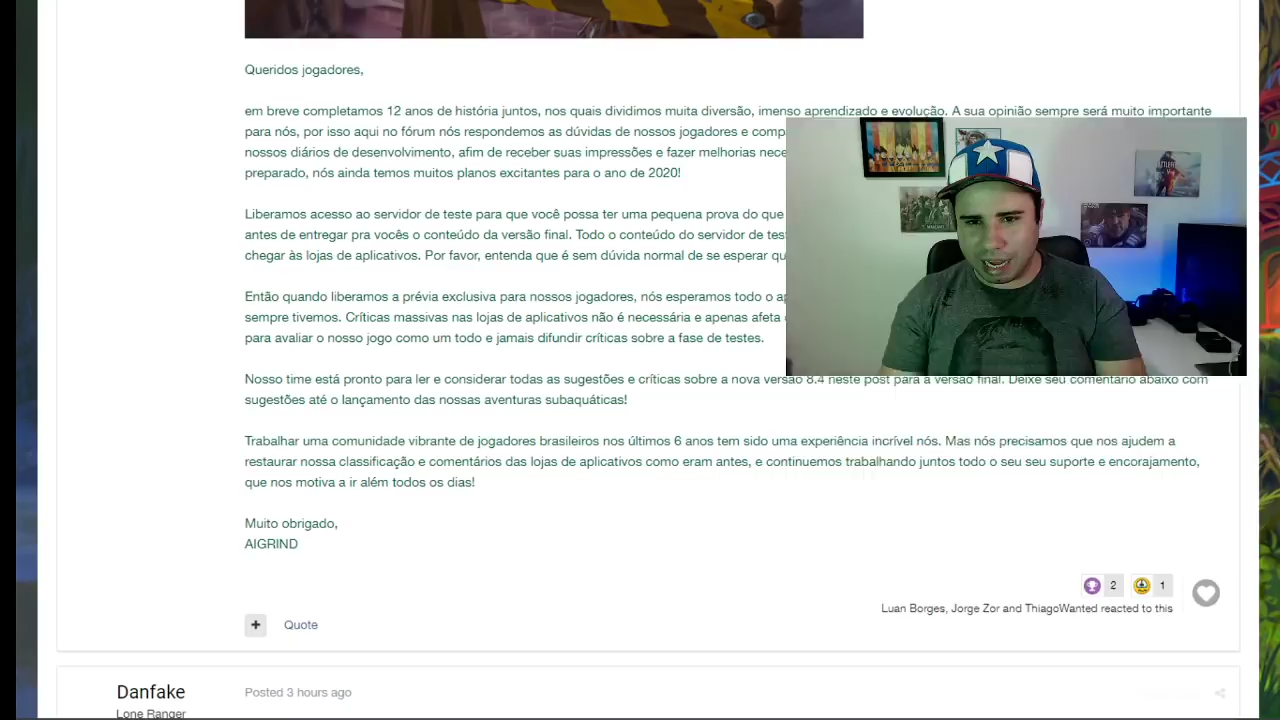 Queridos jogadores,
em breve completamos 12 anos de história juntos, nos quais dividimos muita diversão, imenso aprendizado e evolução. A sua opinião sempre será muito importante
para nós, por isso aqui no fórum nós respondemos as dúvidas de nossos jogadores e
nossos diários de desenvolvimento, afim de receber suas impressões e fazer melhorias
preparado, nós ainda temos muitos planos excitantes para o ano de 2020!
Liberamos acesso ao servidor de teste para que você possa ter uma pequena prova do que
antes de entregar pra vocês o conteúdo da versão final. Todo o conteúdo do servidor de
chegar às lojas de aplicativos. Por favor, entenda que é sem dúvida normal de se esperar
Então quando liberamos a prévia exclusiva para nossos jogadores, nós esperamos todo o
sempre tivemos. Críticas massivas nas lojas de aplicativos não é necessária e apenas afeta
para avaliar o nosso jogo como um todo e jamais difundir críticas sobre a fase de testes.
Nosso time está pronto para ler e considerar todas as sugestões e críticas sobre a nova versão 8.4 neste post para a versão final. Deixe seu comentário abaixo com
sugestões até o lançamento das nossas aventuras subaquáticas!
Trabalhar uma comunidade vibrante de jogadores brasileiros nos últimos 6 anos tem sido uma experiência incrível nós. Mas nós precisamos que nos ajudem a
restaurar nossa classificação e comentários das lojas de aplicativos como eram antes, e continuemos trabalhando juntos todo o seu seu suporte e encorajamento,
que nos motiva a ir além todos os dias!
Muito obrigado,
AIGRIND
2 1
Luan Borges, Jorge Zor and ThiagoWanted reacted to this
+ Quote
Danfake
Posted 3 hours ago
Lone Ranger